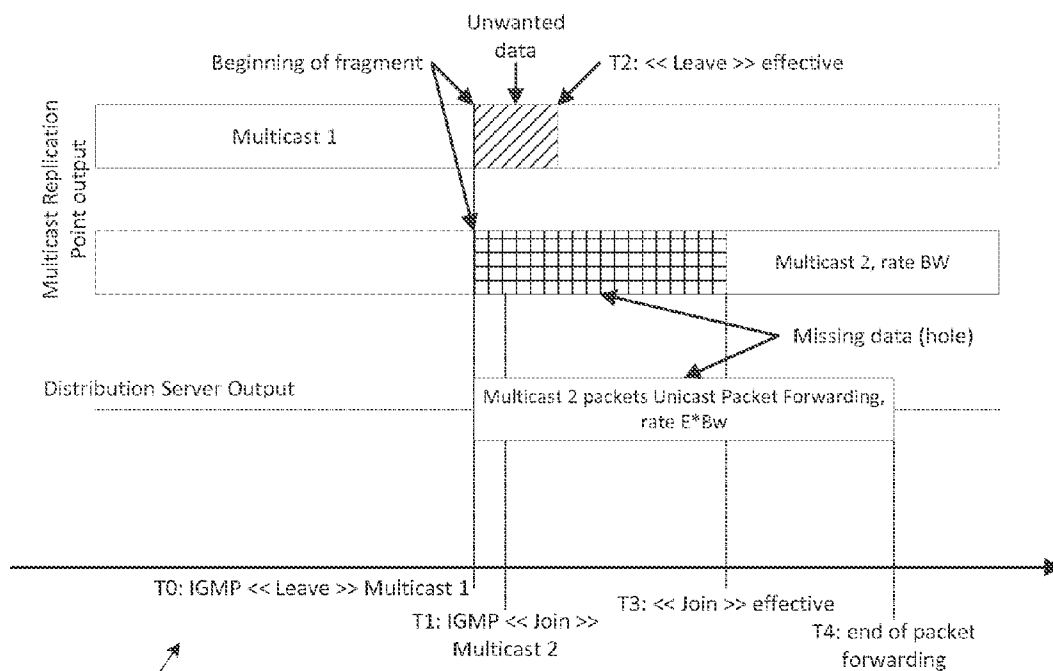 Unwanted
data
Beginning of fragment
T2: << Leave >> effective
Multicast Replication
Point output
Multicast 1
Multicast 2, rate BW
Missing data (hole)
Distribution Server Output
Multicast 2 packets Unicast Packet Forwarding,
rate E*Bw
T0: IGMP << Leave >> Multicast 1
T1: IGMP << Join >>
Multicast 2
T3: << Join >> effective
T4: end of packet
forwarding